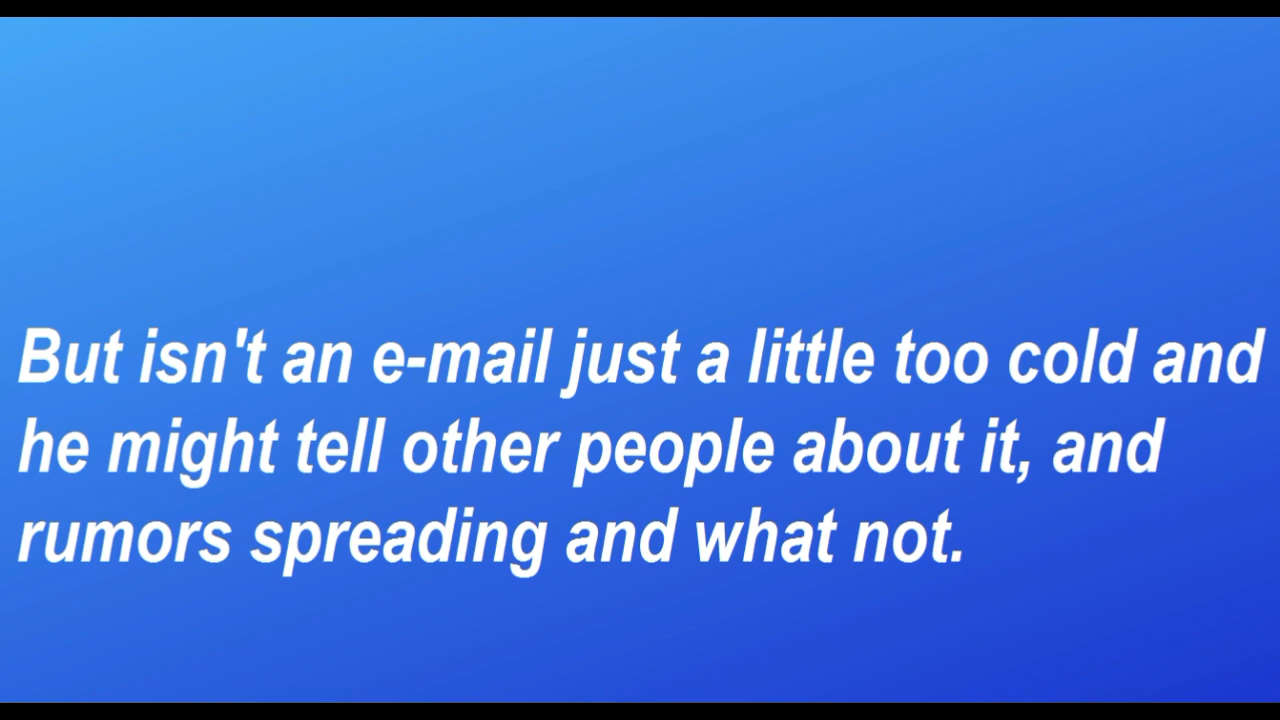 But isn't an e-mail just a little too cold and
he might tell other people about it, and
rumors spreading and what not.